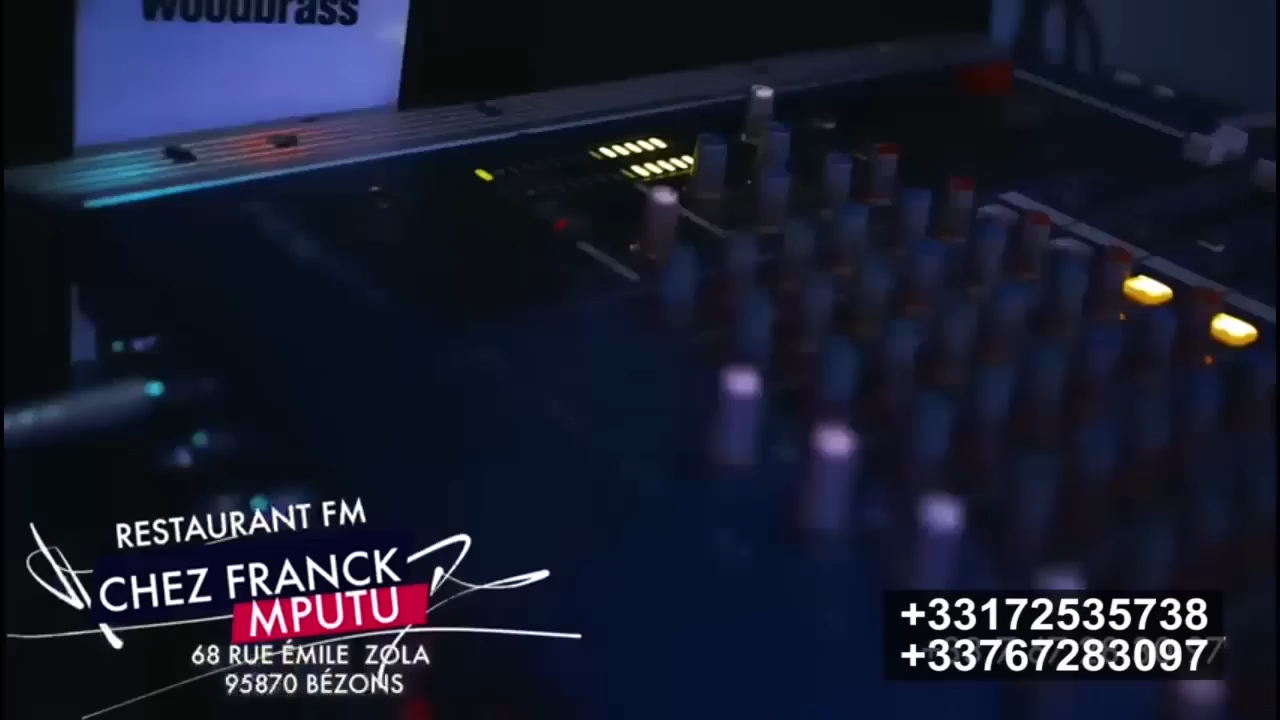 Woodbrass
RESTAURANT FM
CHEZ FRANCK
MPUTU
68 RUE ÉMILE ZOLA
95870 BÉZONS
+33172535738
+33767283097